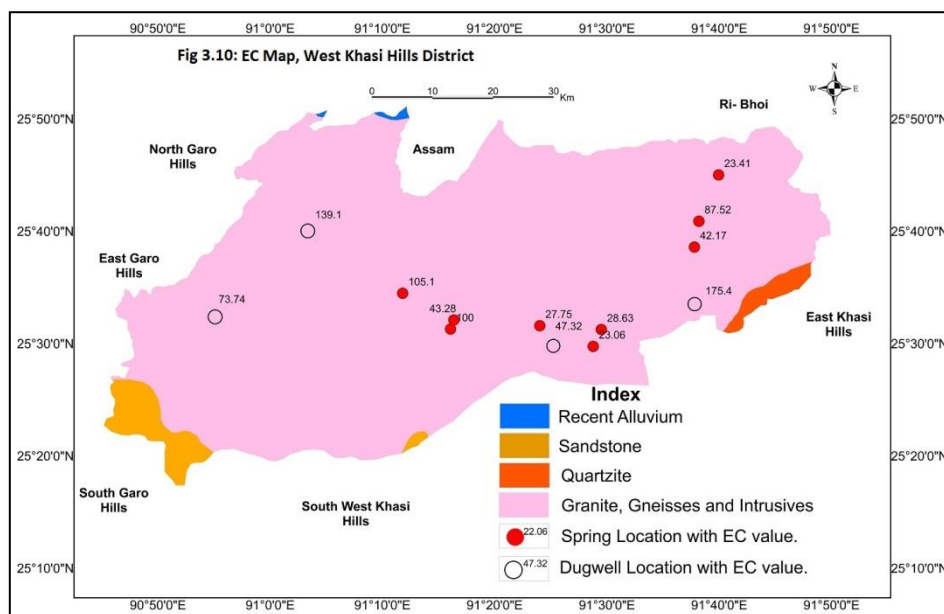 90°50'0"E 91°0'0"E 91°10'0"E 91°20'0"E 91°30'0"E 91°40'0"E 91°50'0"E
Fig 3.10: EC Map, West Khasi Hills District
0 10 20 30
Km
N
W E
S
Ri- Bhoi
25°50'0"N 25°50'0"N
North Garo
Hills
Assam
23.41
139.1
87.52
25°40'0"N 25°40'0"N
42.17
East Garo
Hills
105.1
175.4
73.74
43.28
100
27.75
28.63
47.32
23.06
East Khasi
Hills
25°30'0"N 25°30'0"N
Index
Recent Alluvium
Sandstone
25°20'0"N 25°20'0"N
Quartzite
South Garo
Hills
South West Khasi
Hills
Granite, Gneisses and Intrusives
22.06 Spring Location with EC value.
47.32 Dugwell Location with EC value.
25°10'0"N 25°10'0"N
90°50'0"E 91°0'0"E 91°10'0"E 91°20'0"E 91°30'0"E 91°40'0"E 91°50'0"E